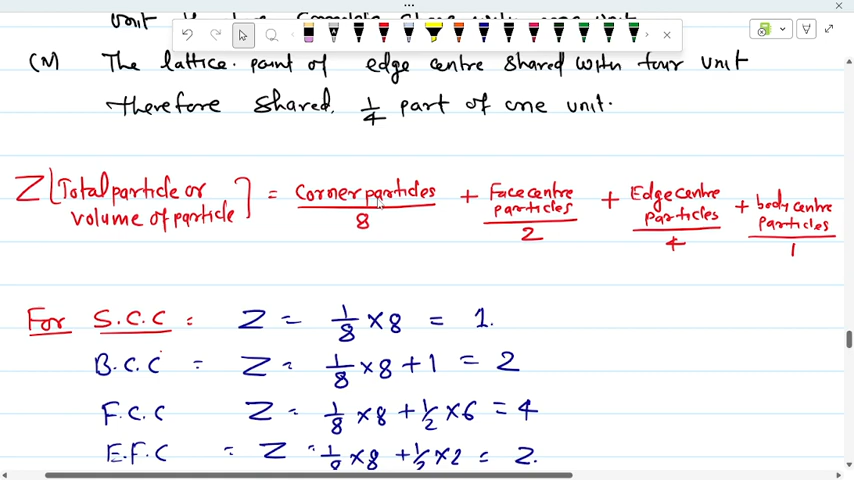 unit
(iv) The lattice point of edge centre shared with four unit
therefore shared 1/4 part of one unit.
Z [Total particle or volume of particle] = Corner particles/8 + Face centre particles/2 + Edge centre particles/4 + body centre particles/1
For S.C.C = Z = 1/8 × 8 = 1.
B.C.C = Z = 1/8 × 8 + 1 = 2
F.C.C Z = 1/8 × 8 + 1/2 × 6 = 4
E.F.C = Z = 1/8 × 8 + 1/2 × 2 = 2.